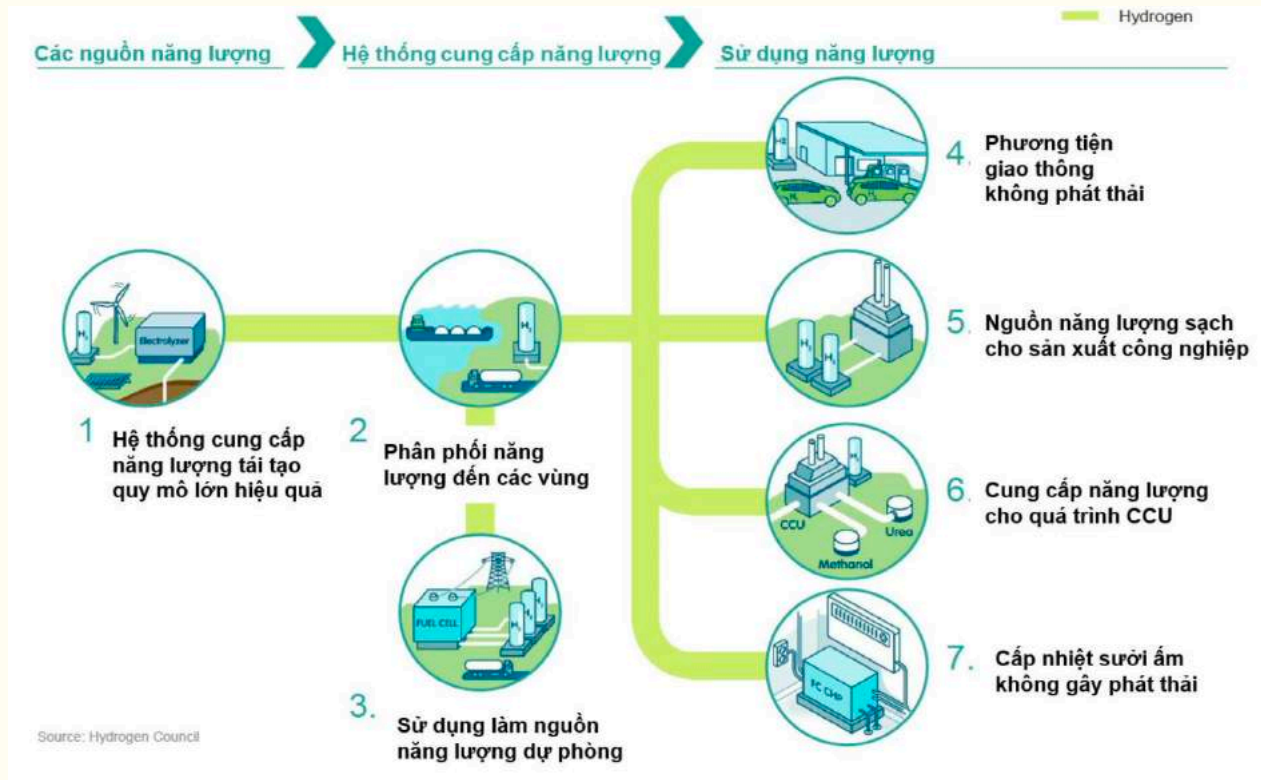 Hydrogen
Các nguồn năng lượng
Hệ thống cung cấp năng lượng
Sử dụng năng lượng
H2
4.
Phương tiện
giao thông
không phát thải
H2
Electrolyzer
H2
H2
5.
Nguồn năng lượng sạch
cho sản xuất công nghiệp
1
Hệ thống cung cấp
năng lượng tái tạo
quy mô lớn hiệu quả
2
Phân phối năng
lượng đến các vùng
CCU
Urea
Methanol
6.
Cung cấp năng lượng
cho quá trình CCU
FUEL CELL
3.
Sử dụng làm nguồn
năng lượng dự phòng
FC CHP
7.
Cấp nhiệt sưởi ấm
không gây phát thải
Source: Hydrogen Council